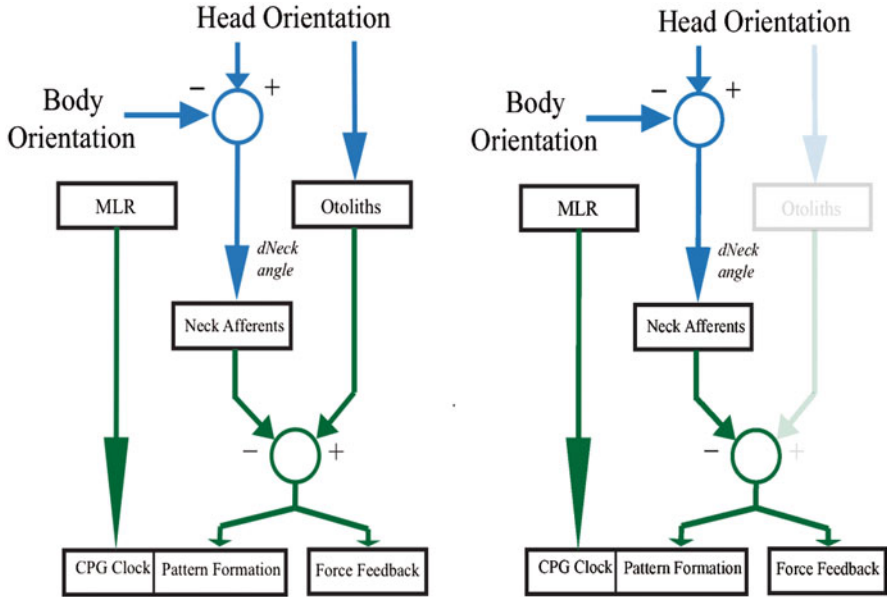 Head Orientation
− +
Body
Orientation
MLR
Otoliths
dNeck
angle
Neck Afferents
− +
CPG Clock
Pattern Formation
Force Feedback
Head Orientation
− +
Body
Orientation
MLR
Otoliths
dNeck
angle
Neck Afferents
− +
CPG Clock
Pattern Formation
Force Feedback